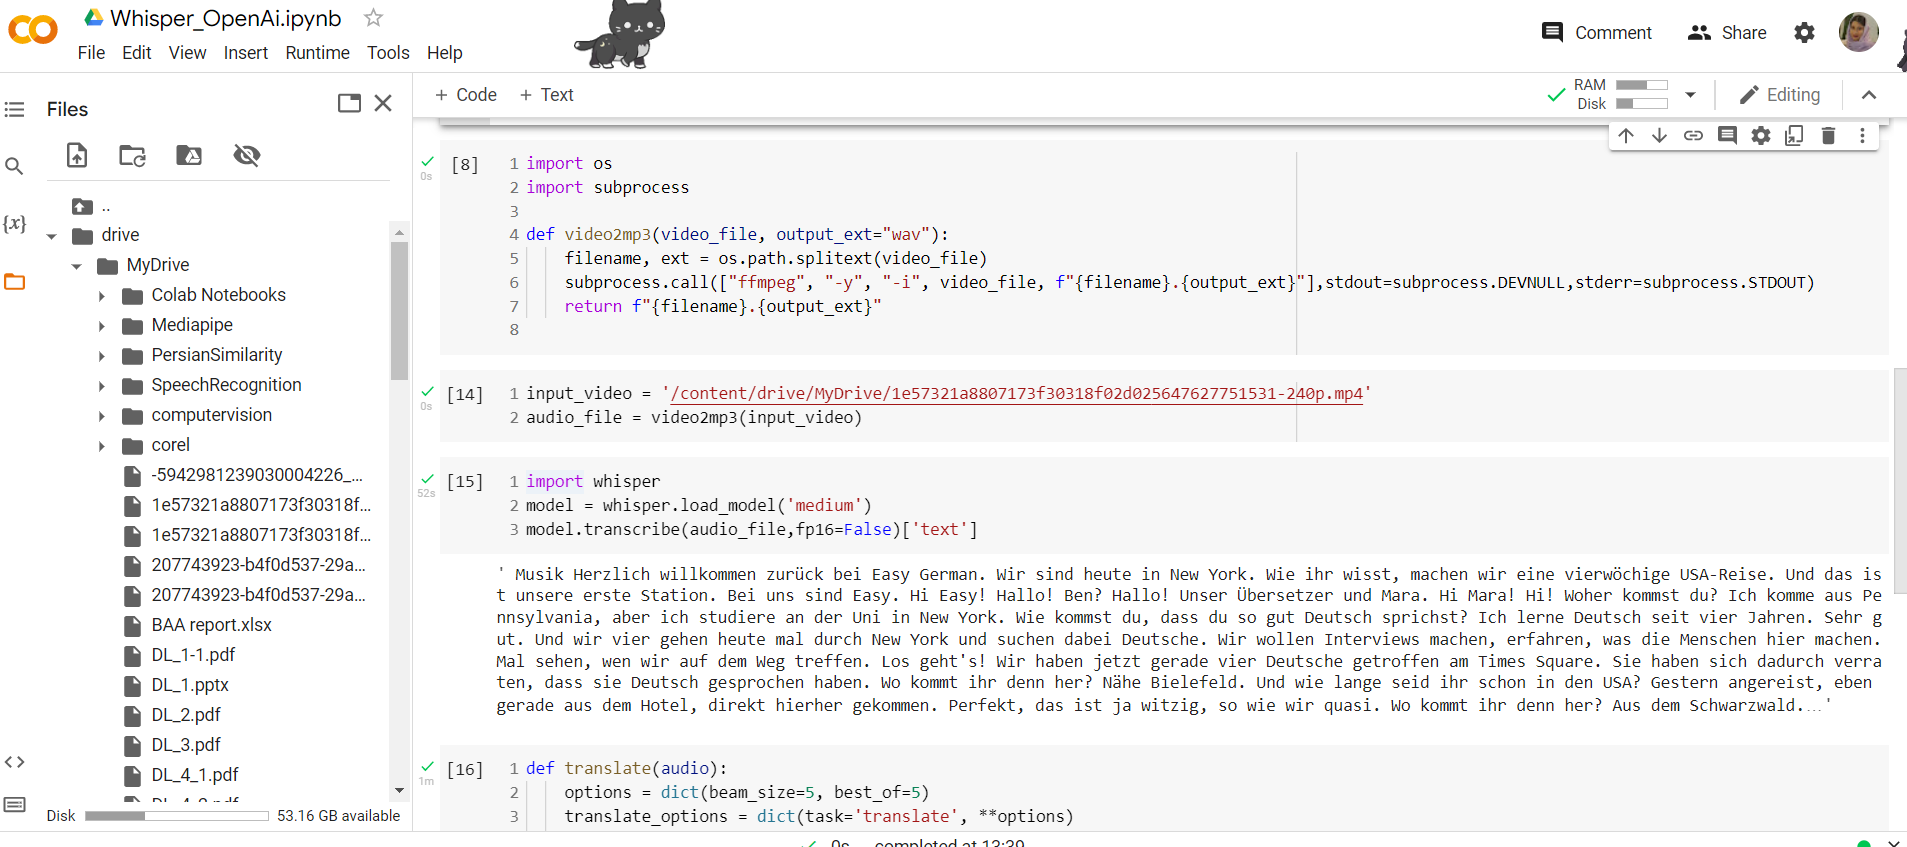 Whisper_OpenAi.ipynb
File Edit View Insert Runtime Tools Help
Comment Share
Files
+ Code + Text
RAM
Disk
Editing
..
drive
MyDrive
Colab Notebooks
Mediapipe
PersianSimilarity
SpeechRecognition
computervision
corel
-5942981239030004226_...
1e57321a8807173f30318f...
1e57321a8807173f30318f...
207743923-b4f0d537-29a...
207743923-b4f0d537-29a...
BAA report.xlsx
DL_1-1.pdf
DL_1.pptx
DL_2.pdf
DL_3.pdf
DL_4_1.pdf
Disk 53.16 GB available
{x}
<>
[8]
0s
1 import os
2 import subprocess
3
4 def video2mp3(video_file, output_ext="wav"):
5 filename, ext = os.path.splitext(video_file)
6 subprocess.call(["ffmpeg", "-y", "-i", video_file, f"{filename}.{output_ext}"],stdout=subprocess.DEVNULL,stderr=subprocess.STDOUT)
7 return f"{filename}.{output_ext}"
8
[14]
0s
1 input_video = '/content/drive/MyDrive/1e57321a8807173f30318f02d025647627751531-240p.mp4'
2 audio_file = video2mp3(input_video)
[15]
52s
1 import whisper
2 model = whisper.load_model('medium')
3 model.transcribe(audio_file,fp16=False)['text']
' Musik Herzlich willkommen zurück bei Easy German. Wir sind heute in New York. Wie ihr wisst, machen wir eine vierwöchige USA-Reise. Und das is
t unsere erste Station. Bei uns sind Easy. Hi Easy! Hallo! Ben? Hallo! Unser Übersetzer und Mara. Hi Mara! Hi! Woher kommst du? Ich komme aus Pe
nnsylvania, aber ich studiere an der Uni in New York. Wie kommst du, dass du so gut Deutsch sprichst? Ich lerne Deutsch seit vier Jahren. Sehr g
ut. Und wir vier gehen heute mal durch New York und suchen dabei Deutsche. Wir wollen Interviews machen, erfahren, was die Menschen hier machen.
Mal sehen, wen wir auf dem Weg treffen. Los geht's! Wir haben jetzt gerade vier Deutsche getroffen am Times Square. Sie haben sich dadurch verra
ten, dass sie Deutsch gesprochen haben. Wo kommt ihr denn her? Nähe Bielefeld. Und wie lange seid ihr schon in den USA? Gestern angereist, eben
gerade aus dem Hotel, direkt hierher gekommen. Perfekt, das ist ja witzig, so wie wir quasi. Wo kommt ihr denn her? Aus dem Schwarzwald.…'
[16]
1m
1 def translate(audio):
2 options = dict(beam_size=5, best_of=5)
3 translate_options = dict(task='translate', **options)
0s completed at 13:39